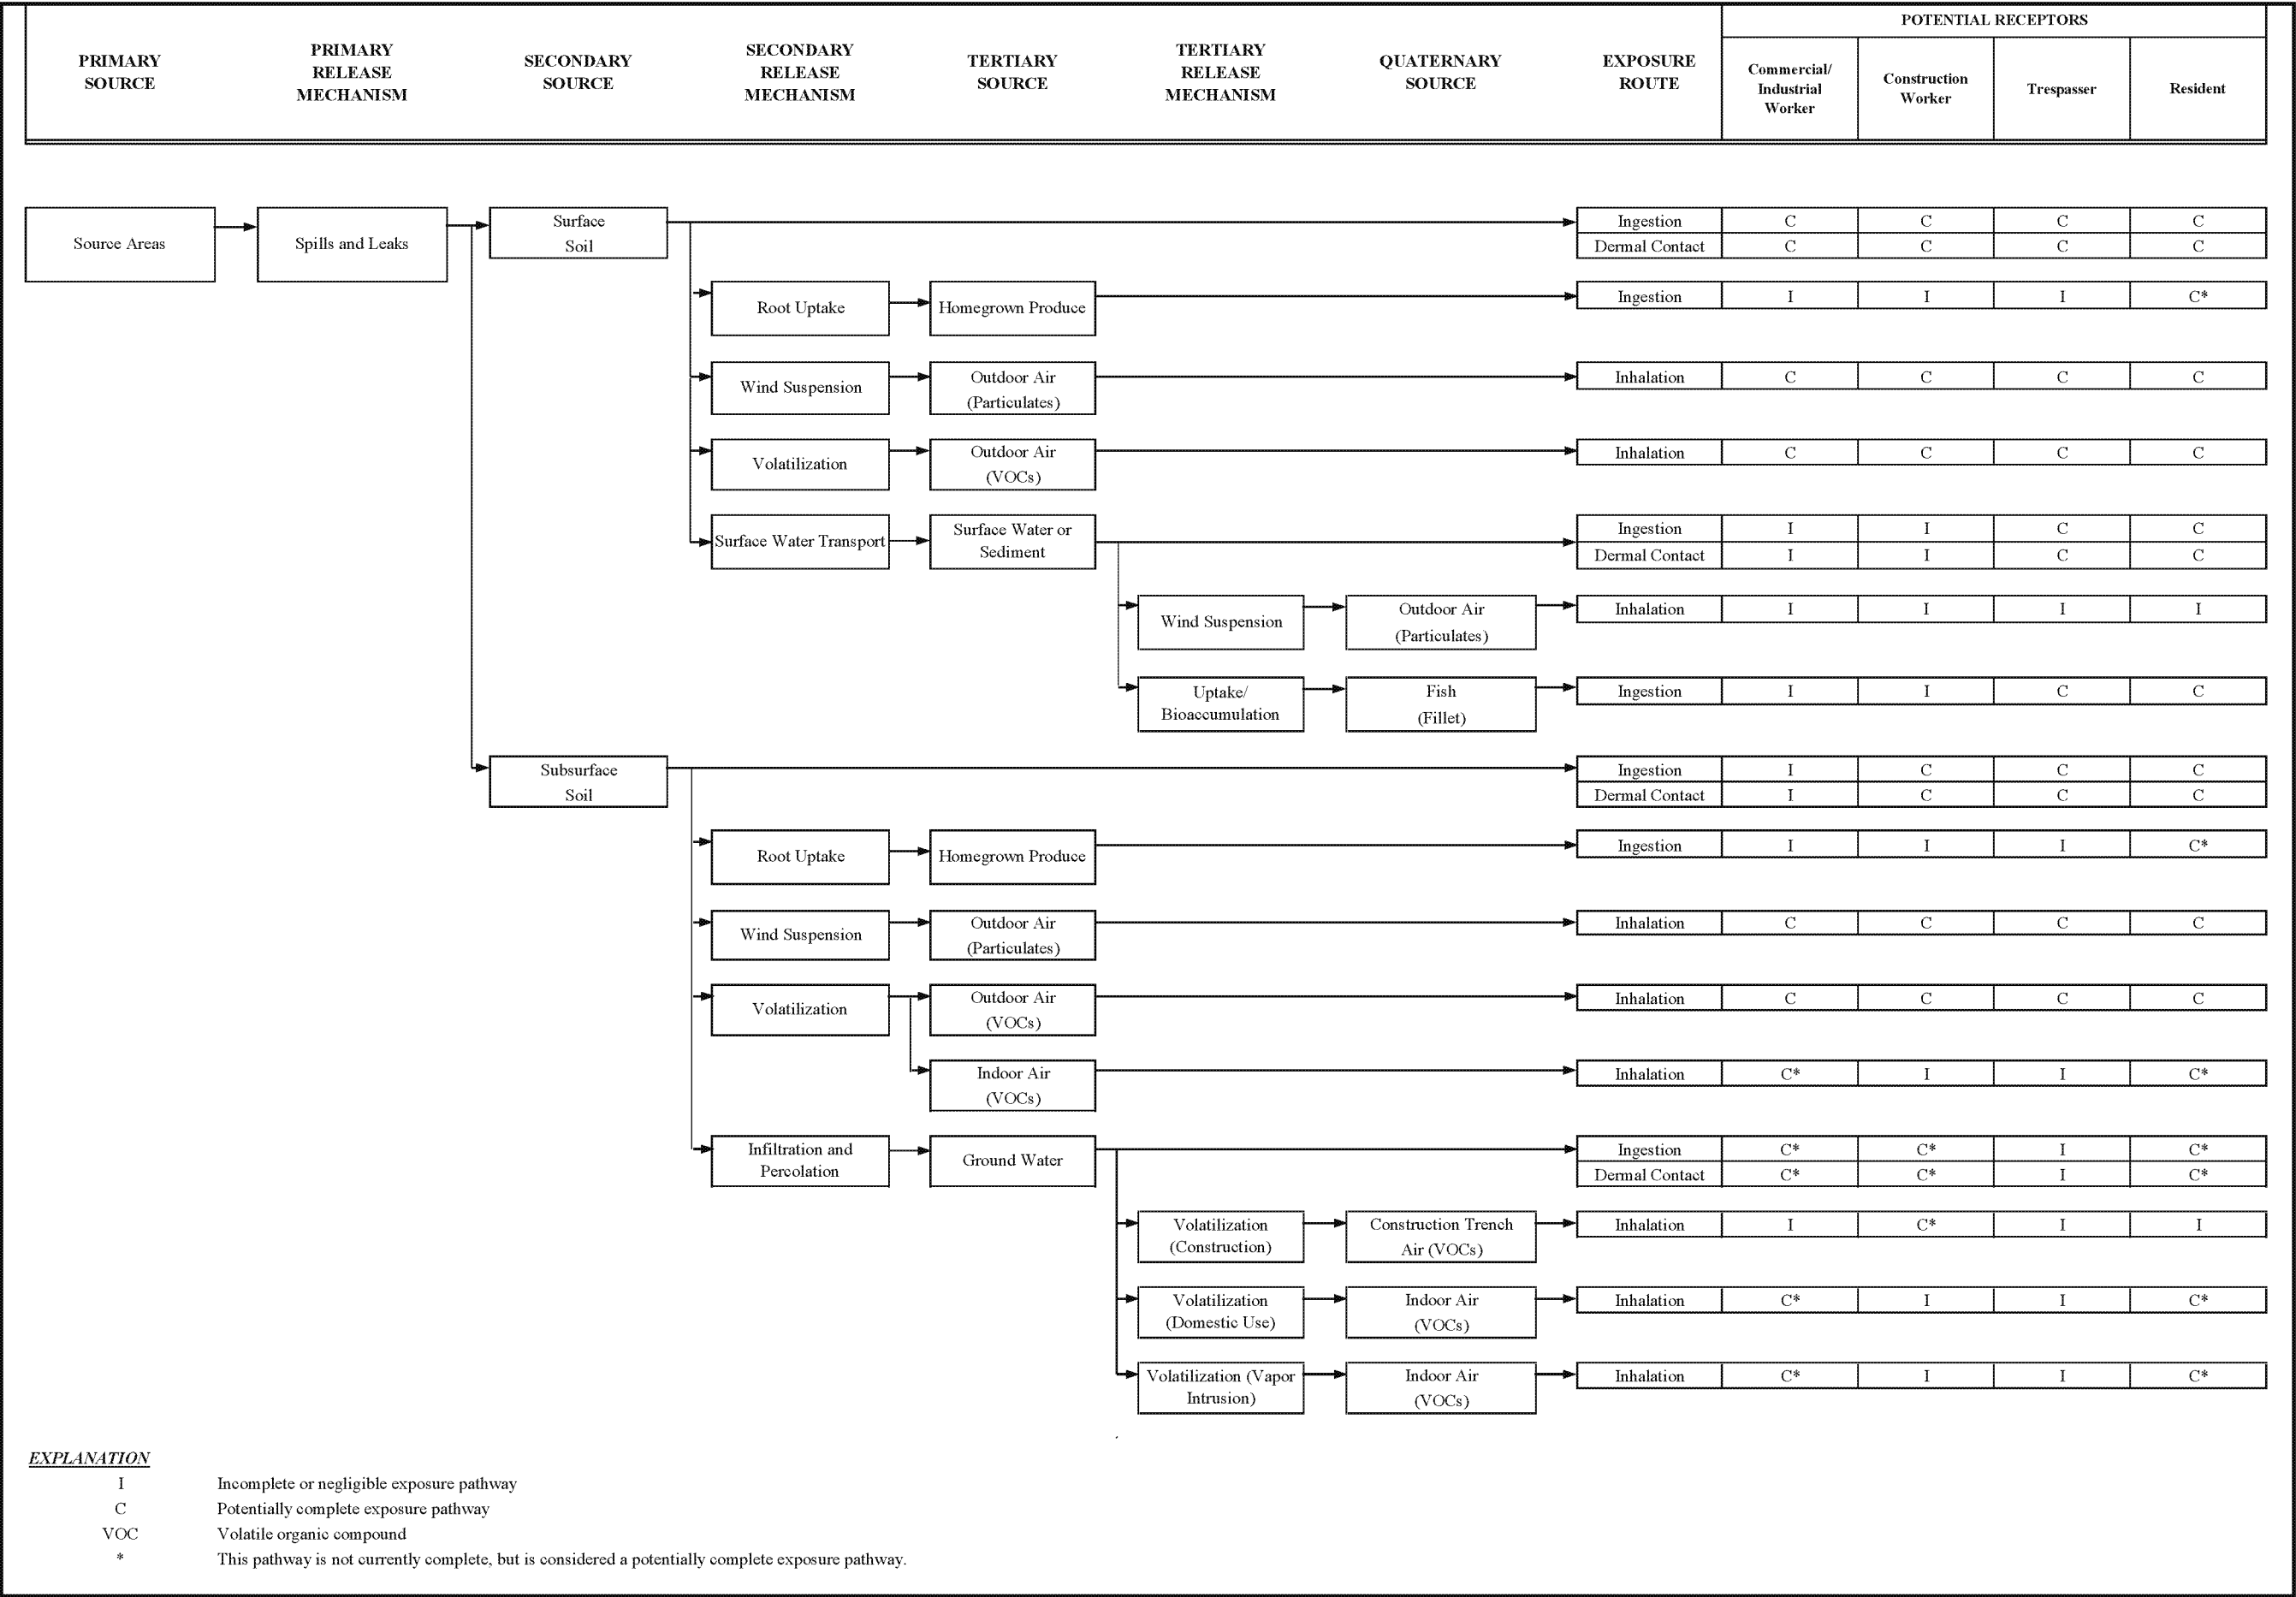 POTENTIAL RECEPTORS
PRIMARY
SOURCE
PRIMARY
RELEASE
MECHANISM
SECONDARY
SOURCE
SECONDARY
RELEASE
MECHANISM
TERTIARY
SOURCE
TERTIARY
RELEASE
MECHANISM
QUATERNARY
SOURCE
EXPOSURE
ROUTE
Commercial/
Industrial
Worker
Construction
Worker
Trespasser
Resident
Source Areas
Spills and Leaks
Surface
Soil
Ingestion C C C C
Dermal Contact C C C C
Root Uptake
Homegrown Produce
Ingestion I I I C*
Wind Suspension
Outdoor Air
(Particulates)
Inhalation C C C C
Volatilization
Outdoor Air
(VOCs)
Inhalation C C C C
Surface Water Transport
Surface Water or
Sediment
Ingestion I I C C
Dermal Contact I I C C
Wind Suspension
Outdoor Air
(Particulates)
Inhalation I I I I
Uptake/
Bioaccumulation
Fish
(Fillet)
Ingestion I I C C
Subsurface
Soil
Ingestion I C C C
Dermal Contact I C C C
Root Uptake
Homegrown Produce
Ingestion I I I C*
Wind Suspension
Outdoor Air
(Particulates)
Inhalation C C C C
Volatilization
Outdoor Air
(VOCs)
Inhalation C C C C
Indoor Air
(VOCs)
Inhalation C* I I C*
Infiltration and
Percolation
Ground Water
Ingestion C* C* I C*
Dermal Contact C* C* I C*
Volatilization
(Construction)
Construction Trench
Air (VOCs)
Inhalation I C* I I
Volatilization
(Domestic Use)
Indoor Air
(VOCs)
Inhalation C* I I C*
Volatilization (Vapor
Intrusion)
Indoor Air
(VOCs)
Inhalation C* I I C*
EXPLANATION
I Incomplete or negligible exposure pathway
C Potentially complete exposure pathway
VOC Volatile organic compound
* This pathway is not currently complete, but is considered a potentially complete exposure pathway.